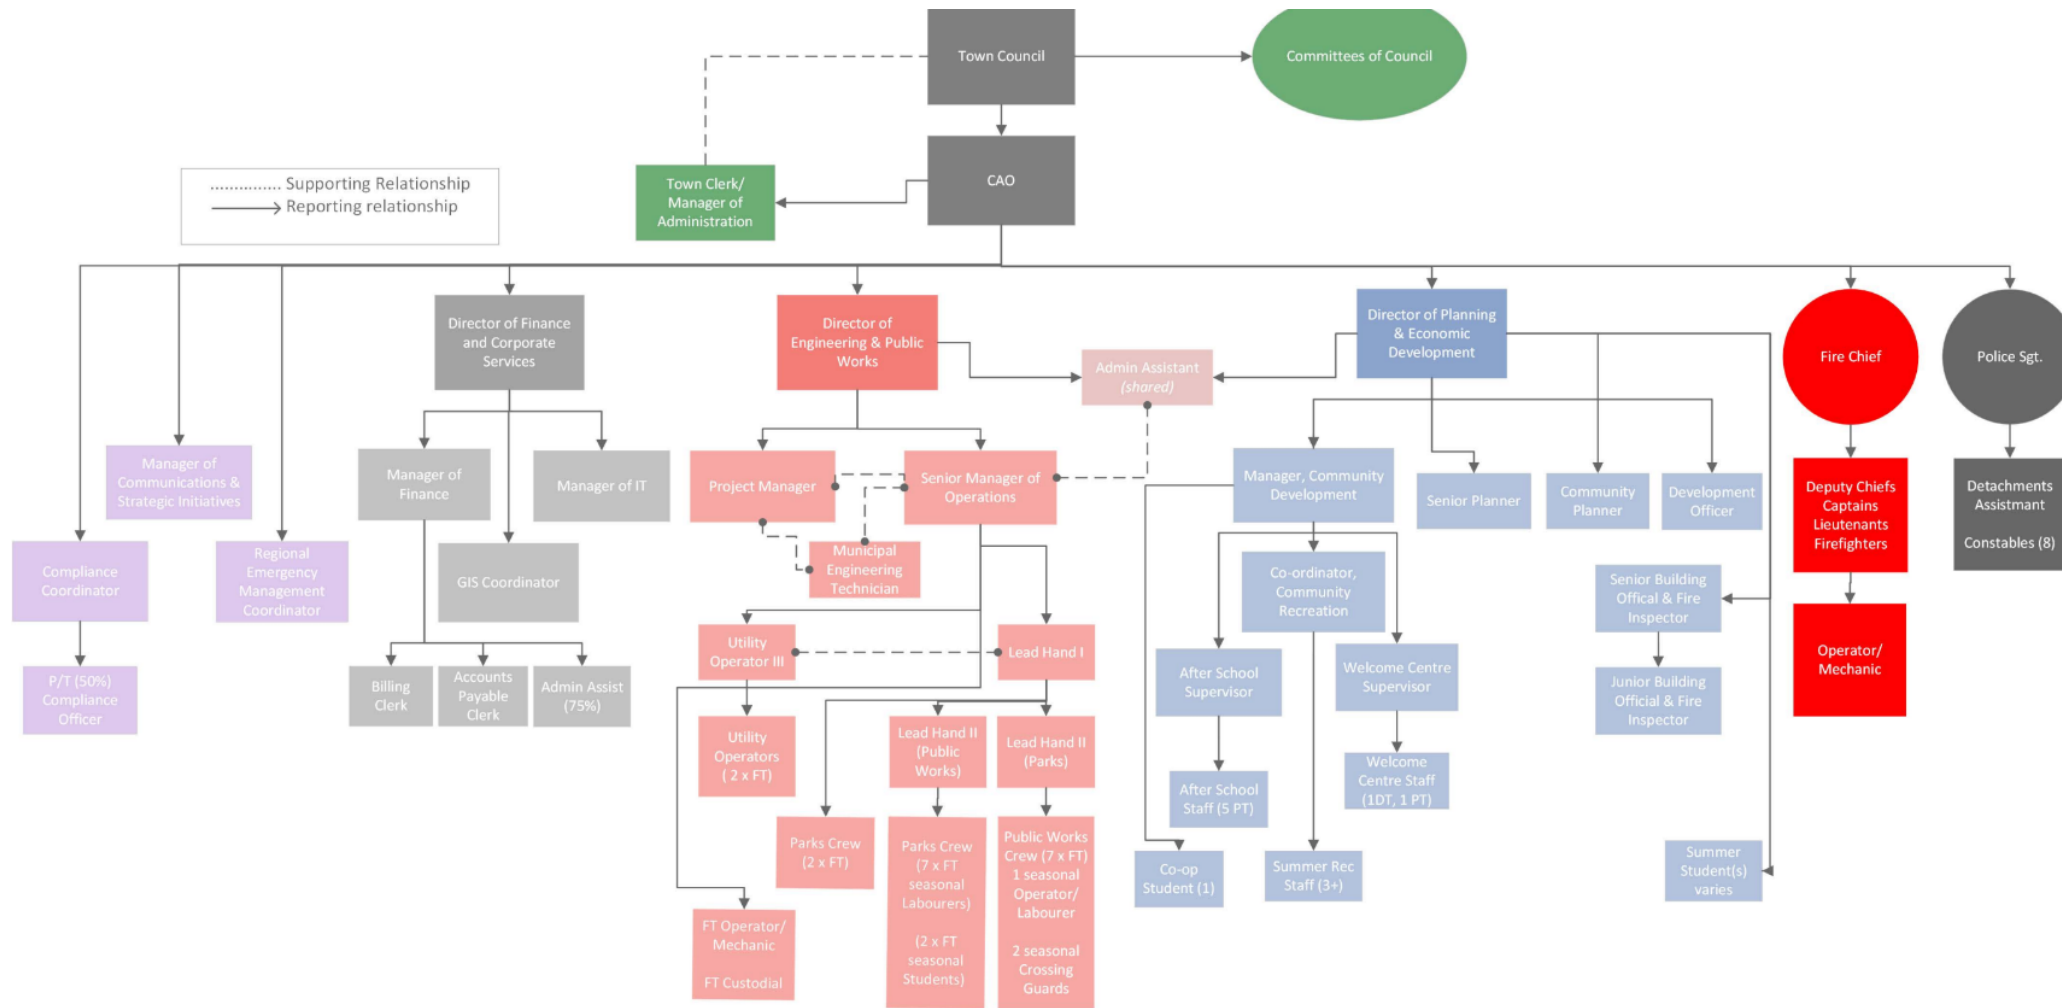 Town Council
Committees of Council
Supporting Relationship
Reporting relationship
Town Clerk/
Manager of
Administration
CAO
Director of Finance
and Corporate
Services
Director of
Engineering & Public
Works
Admin Assistant
(shared)
Director of Planning
& Economic
Development
Fire Chief
Police Sgt.
Manager of
Communications &
Strategic Initiatives
Manager of
Finance
Manager of IT
Project Manager
Senior Manager of
Operations
Manager, Community
Development
Senior Planner
Community
Planner
Development
Officer
Deputy Chiefs
Captains
Lieutenants
Firefighters
Detachments
Assistmant
Constables (8)
Compliance
Coordinator
Regional
Emergency
Management
Coordinator
GIS Coordinator
Municipal
Engineering
Technician
Co-ordinator,
Community
Recreation
Senior Building
Offical & Fire
Inspector
Operator/
Mechanic
P/T (50%)
Compliance
Officer
Billing
Clerk
Accounts
Payable
Clerk
Admin Assist
(75%)
Utility
Operator III
Lead Hand I
After School
Supervisor
Welcome Centre
Supervisor
Junior Building
Official & Fire
Inspector
Utility
Operators
( 2 x FT)
Lead Hand II
(Public
Works)
Lead Hand II
(Parks)
After School
Staff (5 PT)
Welcome
Centre Staff
(1DT, 1 PT)
Parks Crew
(2 x FT)
Parks Crew
(7 x FT
seasonal
Labourers)
(2 x FT
seasonal
Students)
Public Works
Crew (7 x FT)
1 seasonal
Operator/
Labourer
2 seasonal
Crossing
Guards
Co-op
Student (1)
Summer Rec
Staff (3+)
Summer
Student(s)
varies
FT Operator/
Mechanic
FT Custodial